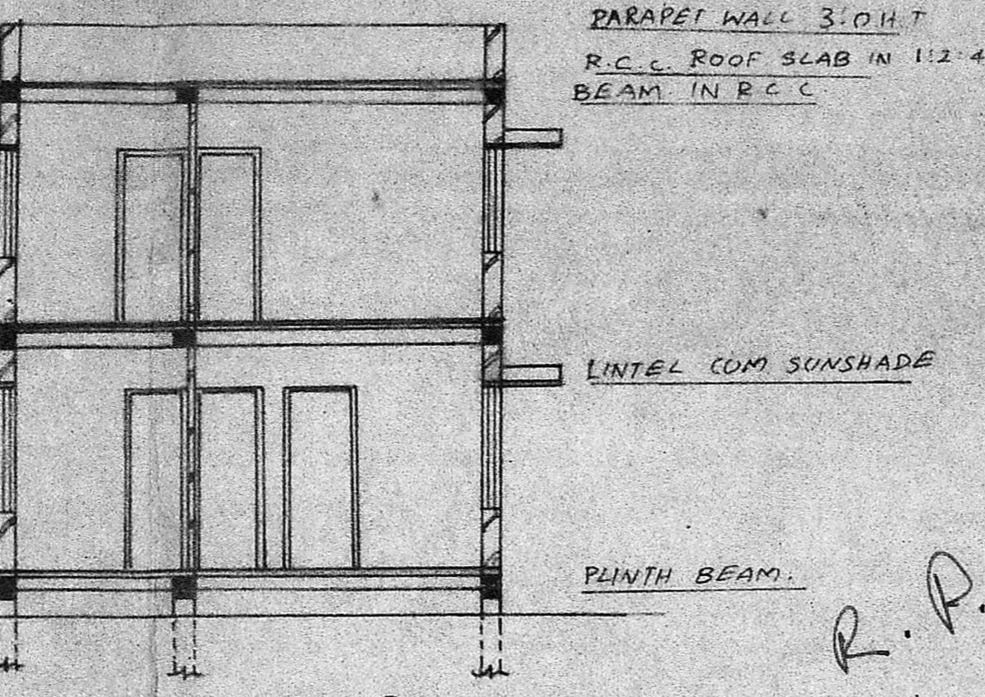 PARAPET WALL 3'.0 H.T
R.C.C. ROOF SLAB IN 1:2:4
BEAM IN R C C
LINTEL COM SUNSHADE
PLINTH BEAM.
R. R.